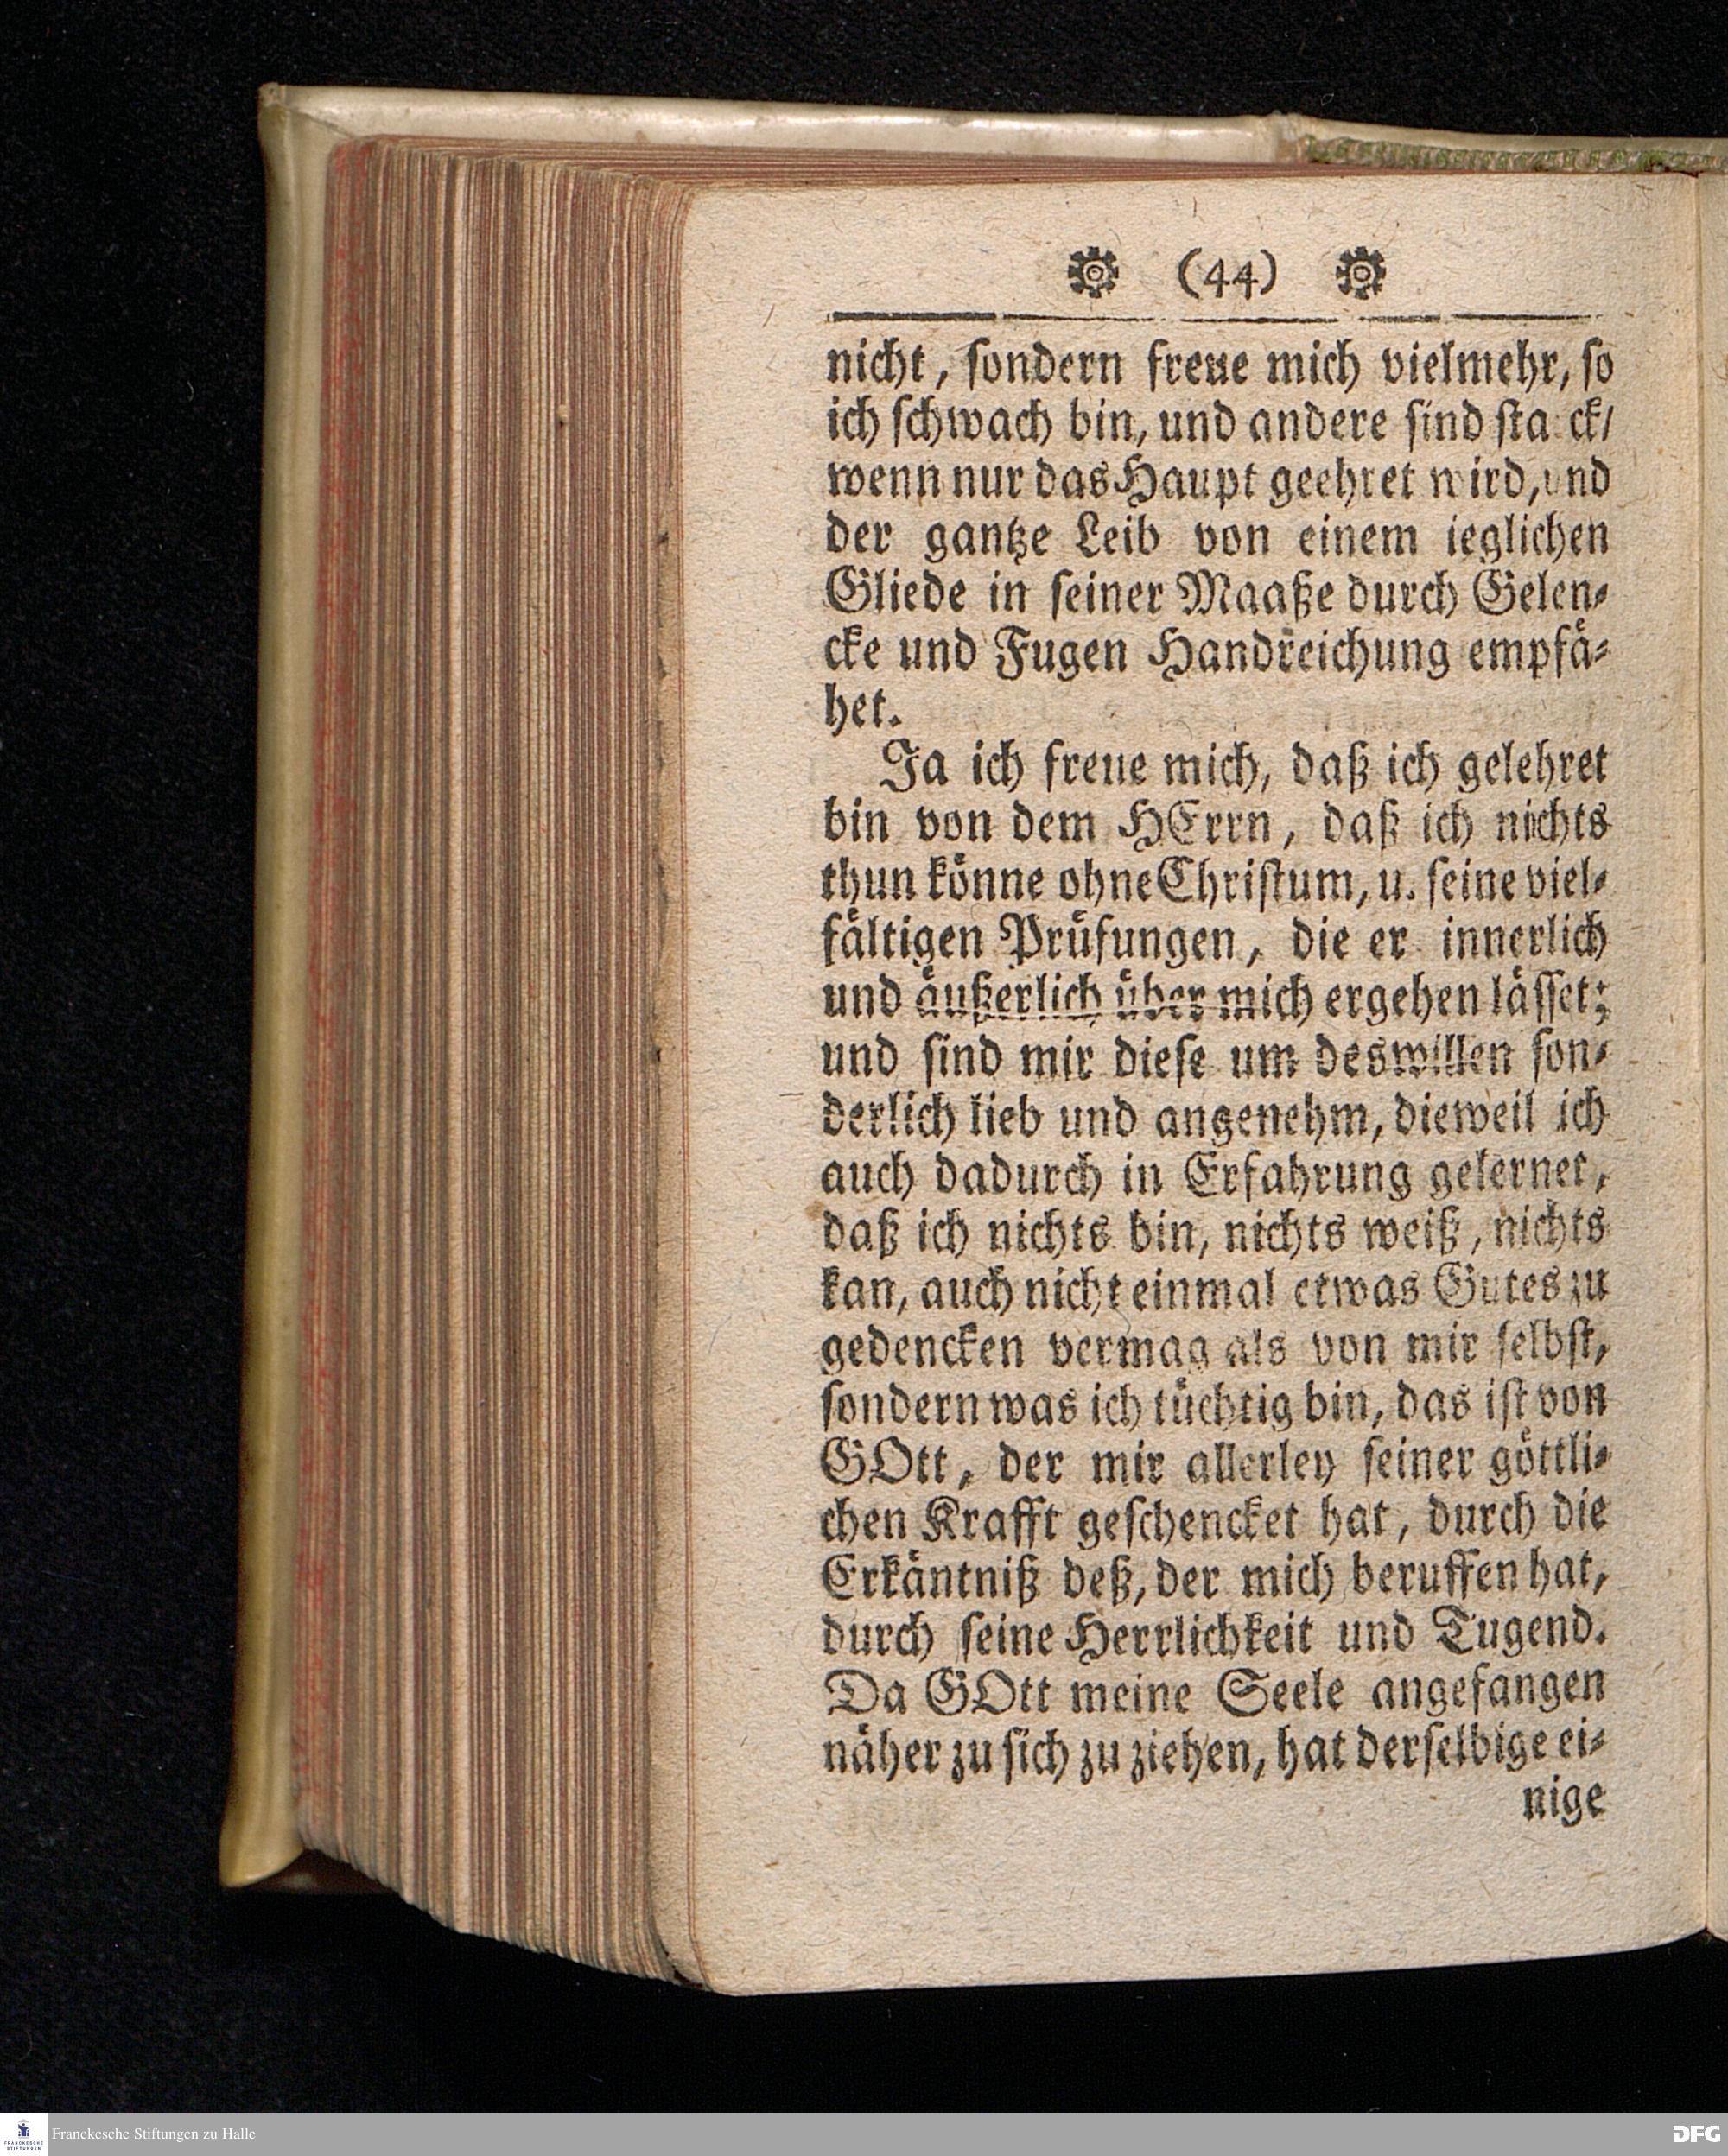 (44)
nicht, sondern freue mich vielmehr, so
ich schwach bin, und andere sind sta ck/
wenn nur das Haupt geehret wird, und
der gantze Leib von einem ieglichen
Gliede in seiner Maaße durch Gelen-
cke und Fugen Handreichung empfä-
het.
Ja ich freue mich, daß ich gelehret
bin von dem HErrn, daß ich nichts
thun könne ohne Christum, u. seine viel-
fältigen Prüfungen, die er innerlich
und äußerlich über mich ergehen lässet;
und sind mir diese um deswillen son-
derlich lieb und angenehm, dieweil ich
auch dadurch in Erfahrung gelernet,
daß ich nichts bin, nichts weiß, nichts
kan, auch nicht einmal etwas Gutes zu
gedencken vermag als von mir selbst,
sondern was ich tüchtig bin, das ist von
GOtt, der mir allerley seiner göttli-
chen Krafft geschencket hat, durch die
Erkäntniß deß, der mich beruffen hat,
durch seine Herrlichkeit und Tugend.
Da GOtt meine Seele angefangen
näher zu sich zu ziehen, hat derselbige ei-
nige
FRANCKESCHE STIFTUNGEN
Franckesche Stiftungen zu Halle
DFG